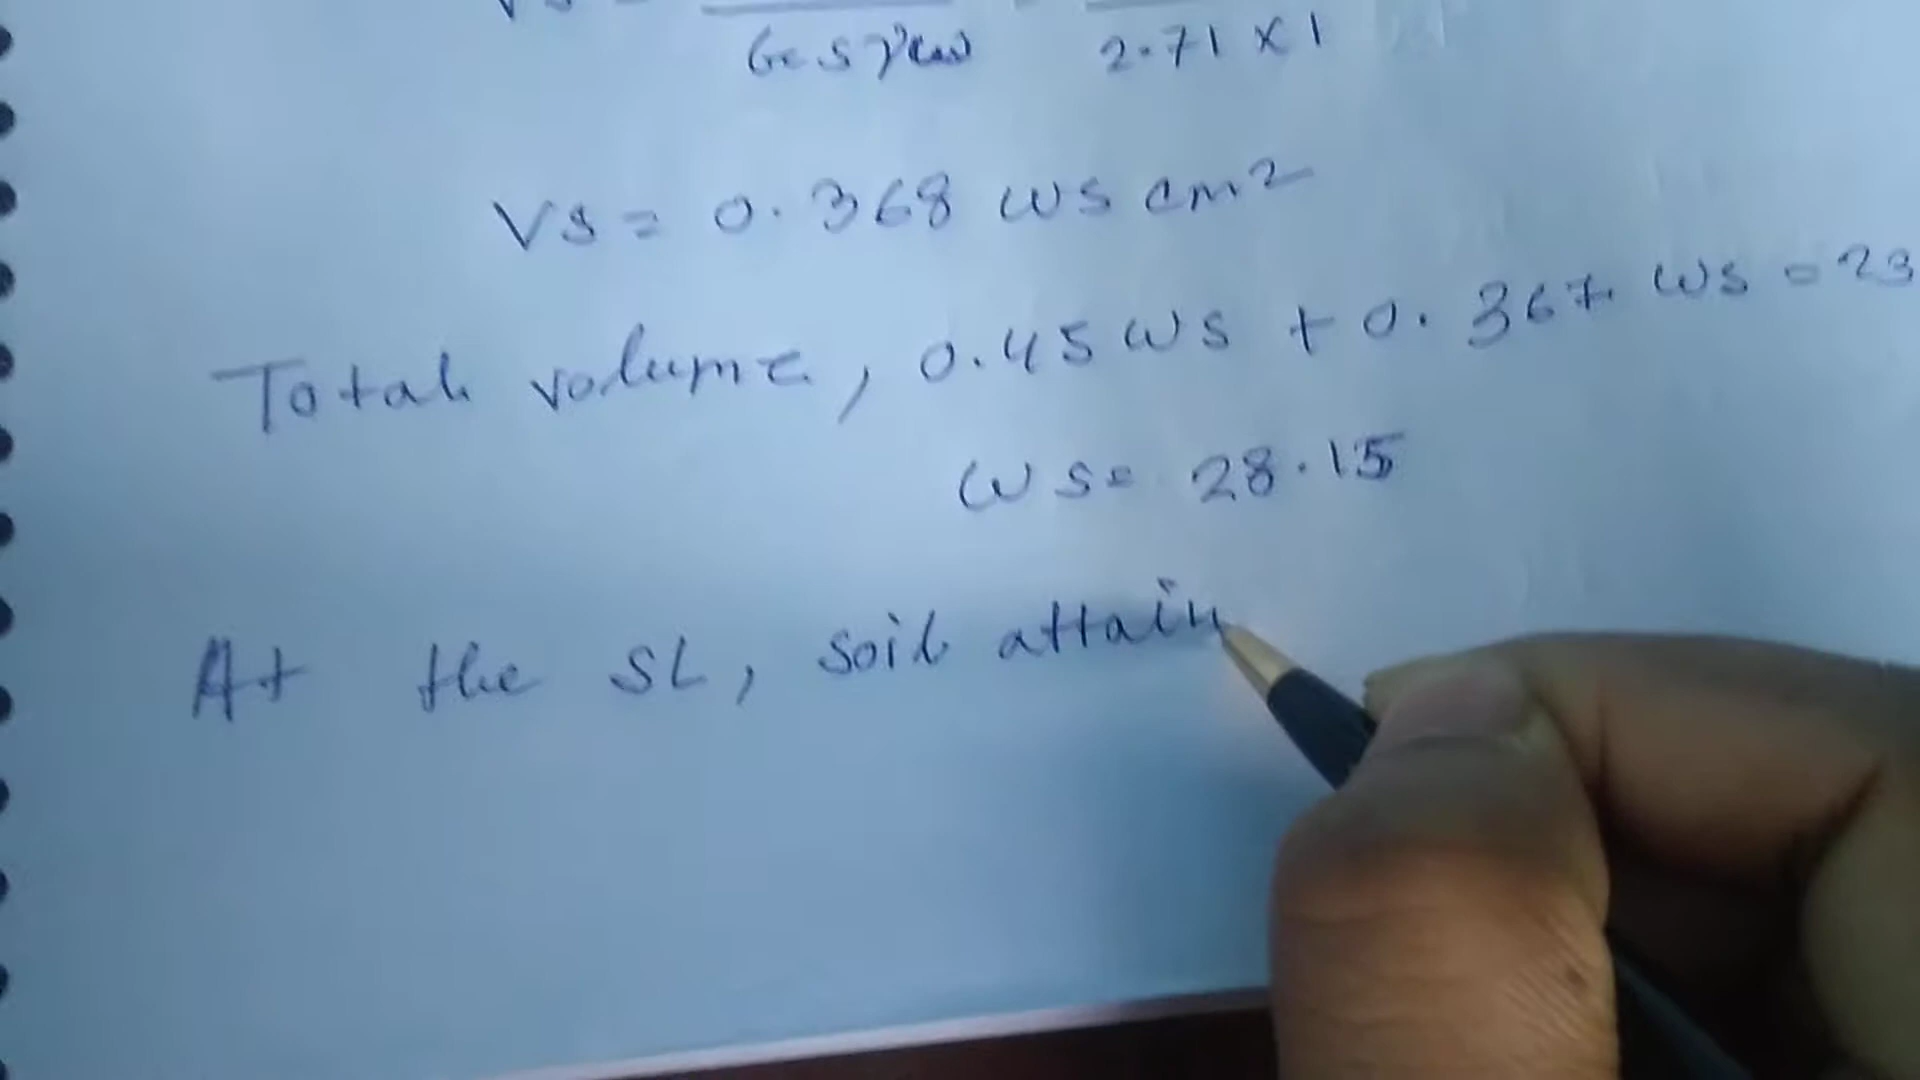 Gs γw 2.71 × 1
Vs = 0.368 ws cm2
Total volume, 0.45 ws + 0.367 ws = 23
ws = 28.15
At the SL, soil attain